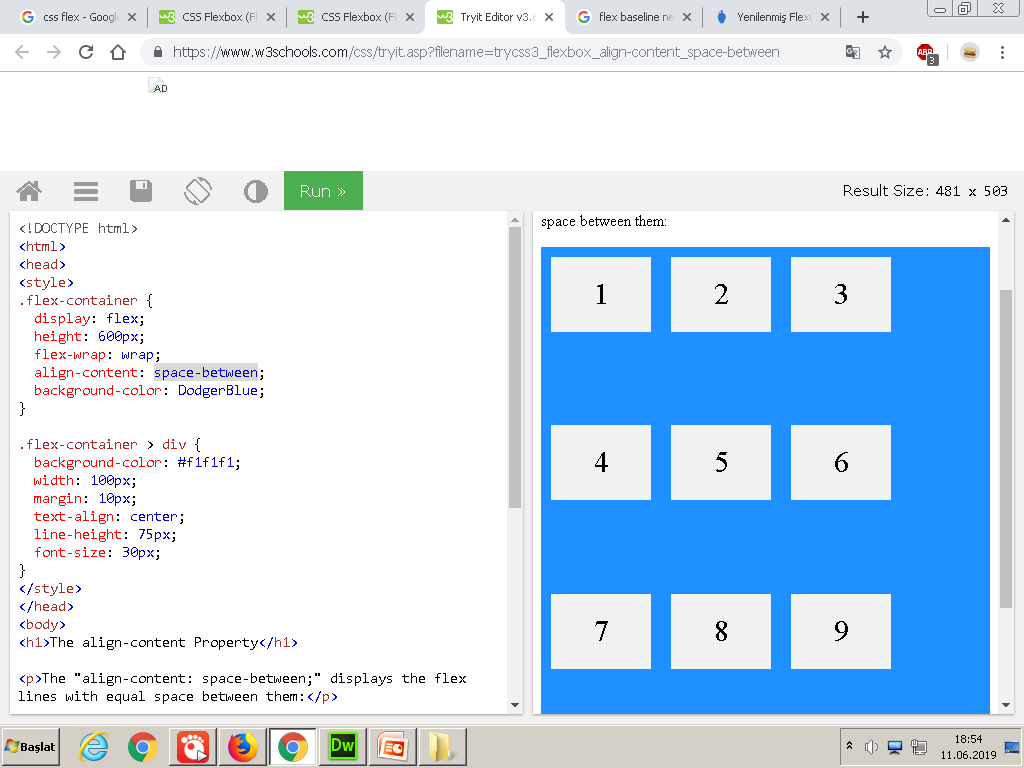 css flex - Googl
CSS Flexbox (Fl
CSS Flexbox (Fl
Tryit Editor v3.6
flex baseline ne
Yenilenmiş Flex
https://www.w3schools.com/css/tryit.asp?filename=trycss3_flexbox_align-content_space-between
ABP
3
AD
Run »
Result Size: 481 x 503
<!DOCTYPE html>
<html>
<head>
<style>
.flex-container {
  display: flex;
  height: 600px;
  flex-wrap: wrap;
  align-content: space-between;
  background-color: DodgerBlue;
}
.flex-container > div {
  background-color: #f1f1f1;
  width: 100px;
  margin: 10px;
  text-align: center;
  line-height: 75px;
  font-size: 30px;
}
</style>
</head>
<body>
<h1>The align-content Property</h1>
<p>The "align-content: space-between;" displays the flex
lines with equal space between them:</p>
space between them:
1 2 3
4 5 6
7 8 9
Başlat
Dw
18:54
11.06.2019